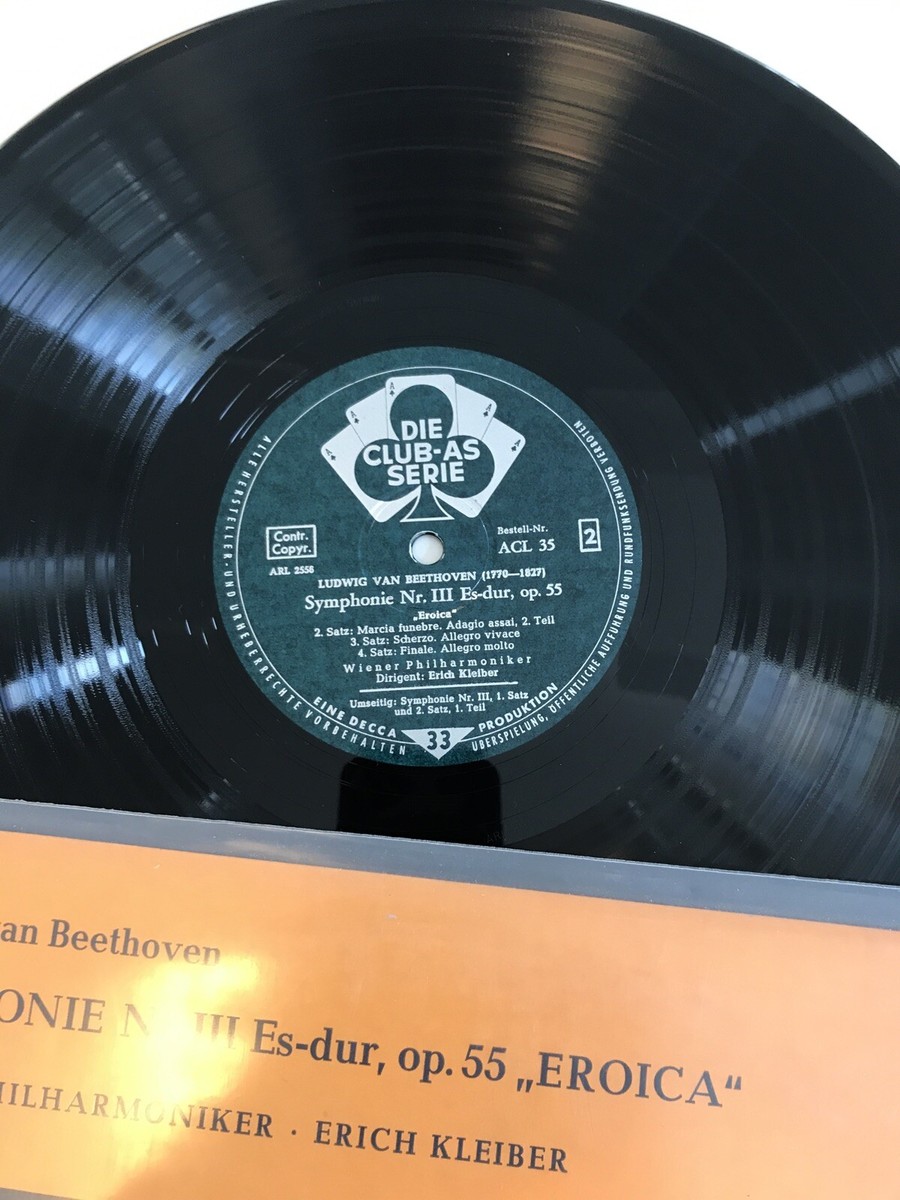 A A A A A
DIE
CLUB-AS
SERIE
Contr.
Copyr.
ARL 2558
Bestell-Nr.
ACL 35
2
LUDWIG VAN BEETHOVEN (1770—1827)
Symphonie Nr. III Es-dur, op. 55
„Eroica“
2. Satz: Marcia funebre. Adagio assai, 2. Teil
3. Satz: Scherzo. Allegro vivace
4. Satz: Finale. Allegro molto
Wiener Philharmoniker
Dirigent: Erich Kleiber
Umseitig: Symphonie Nr. III, 1. Satz
und 2. Satz, 1. Teil
EINE DECCA 33 PRODUKTION
ALLE HERSTELLER- UND URHEBERRECHTE VORBEHALTEN
ÜBERSPIELUNG, ÖFFENTLICHE AUFFÜHRUNG UND RUNDFUNKSENDUNG VERBOTEN
van Beethoven
ONIE N III Es-dur, op. 55 „EROICA“
HILHARMONIKER · ERICH KLEIBER